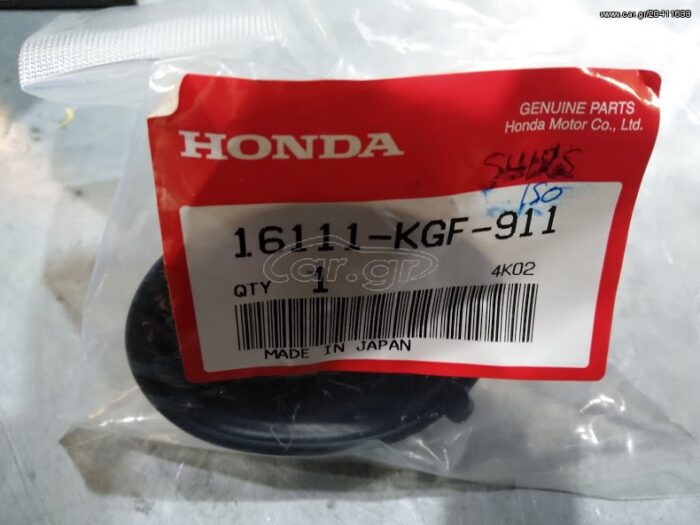 www.car.gr/20411633
GENUINE PARTS
Honda Motor Co., Ltd.
HONDA
SH125
150
16111-KGF-911
car.gr
QTY 1 4K02
MADE IN JAPAN